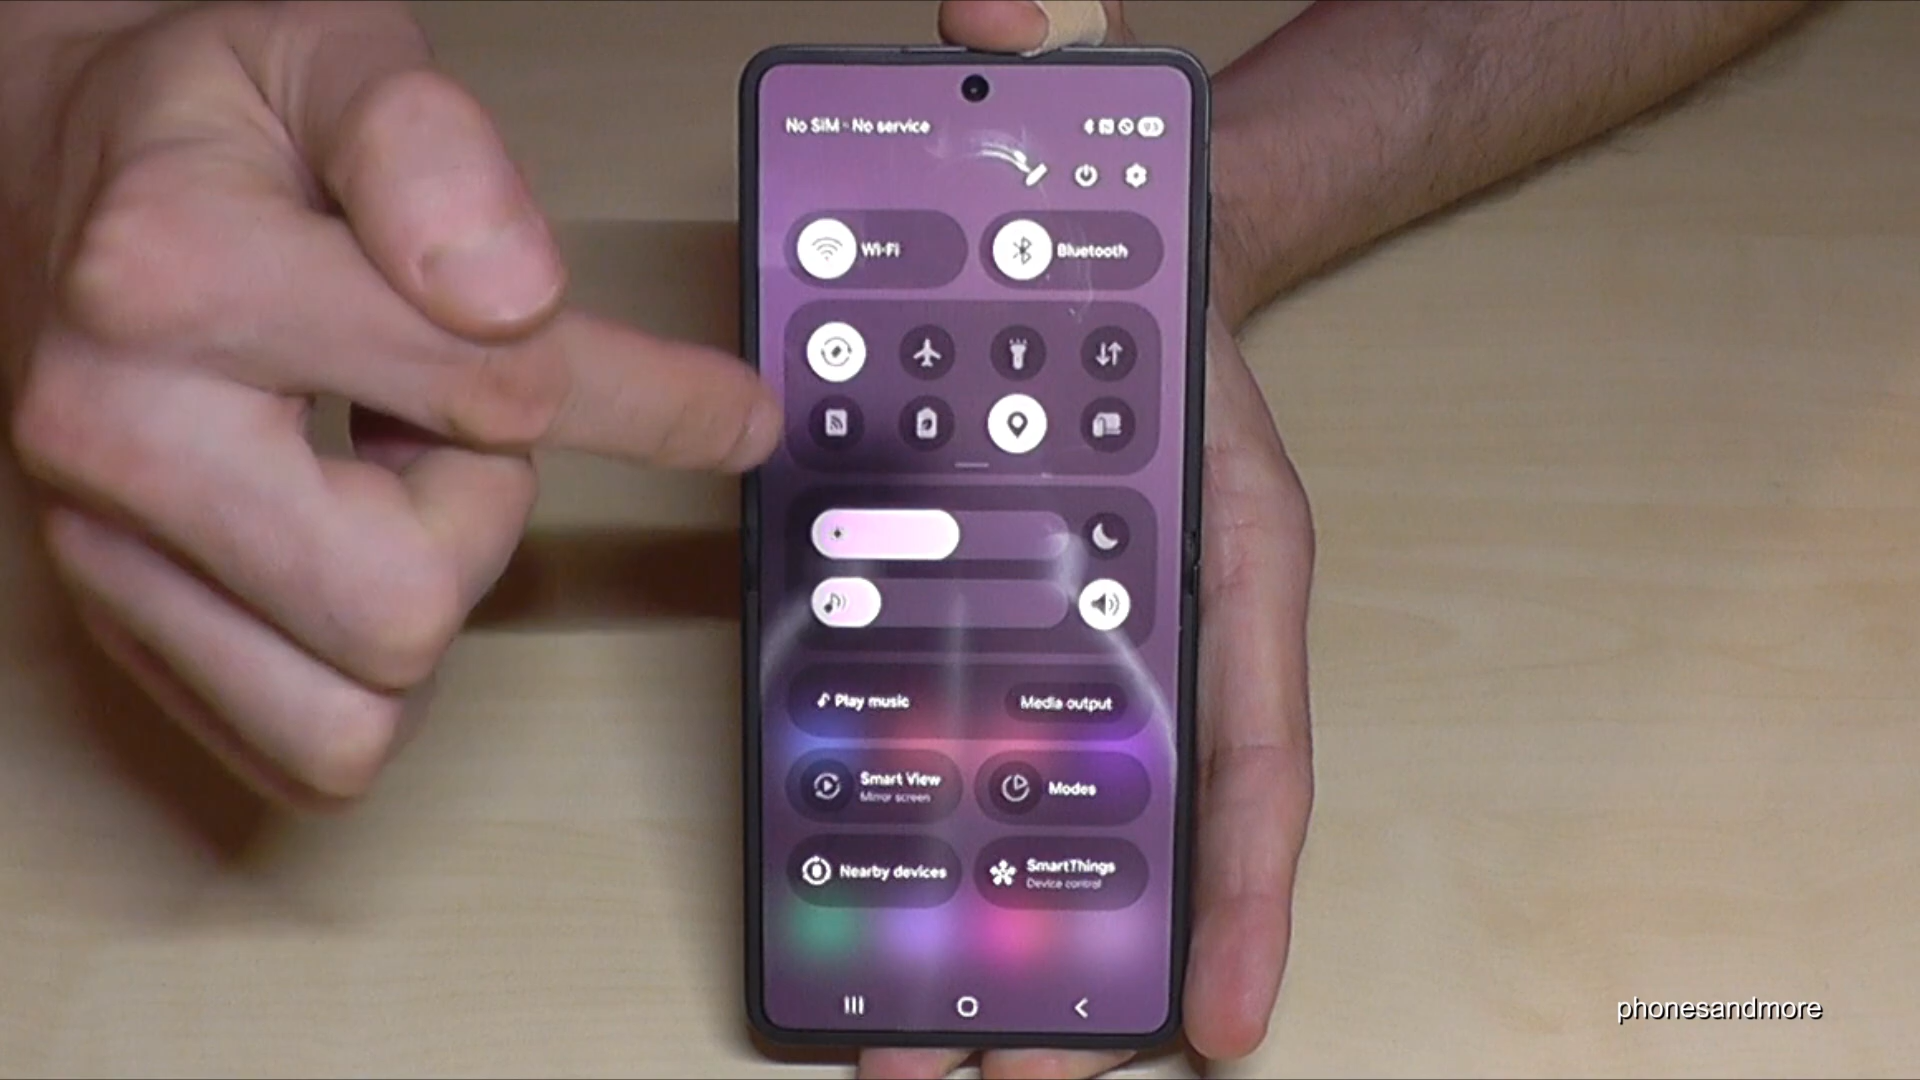 No SIM - No service
93
Wi-Fi
Bluetooth
Play music
Media output
Smart View
Mirror screen
Modes
Nearby devices
SmartThings
Device control
phonesandmore